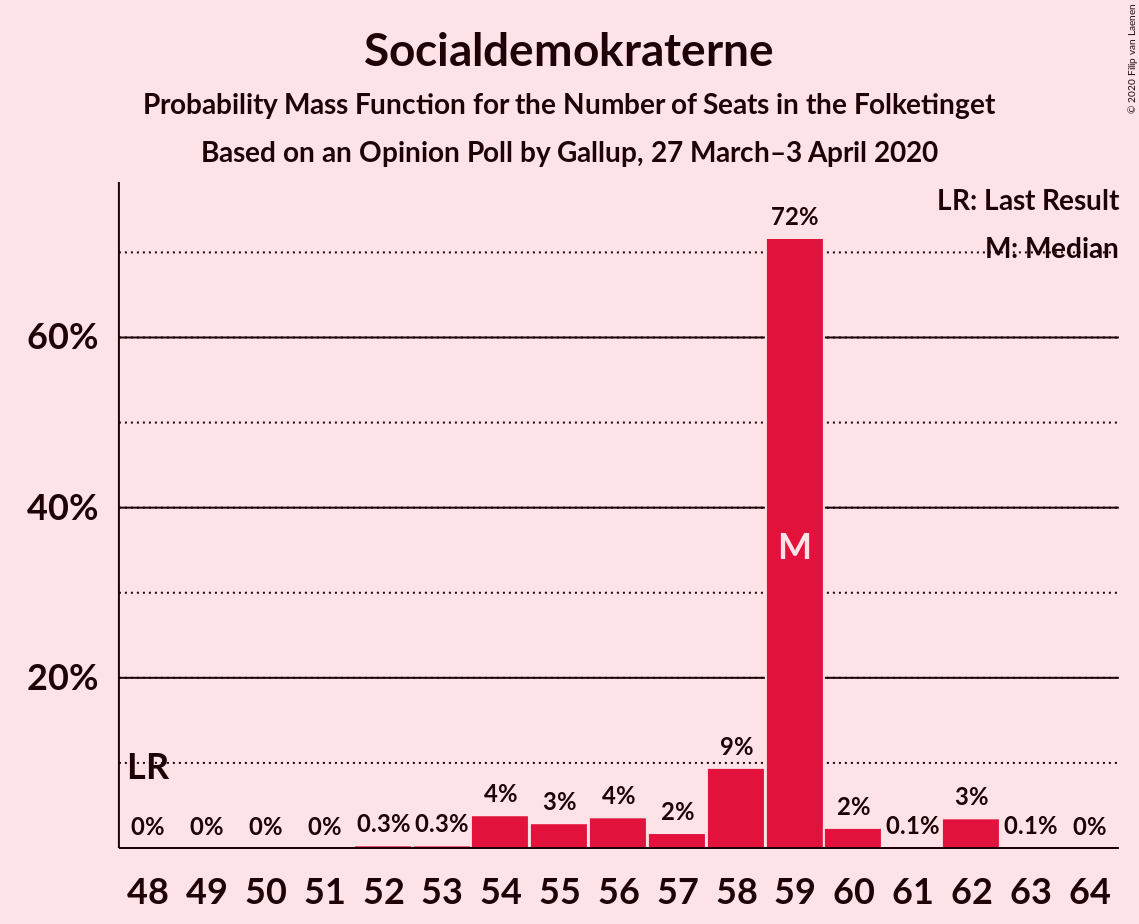 Socialdemokraterne
Probability Mass Function for the Number of Seats in the Folketinget
Based on an Opinion Poll by Gallup, 27 March–3 April 2020
© 2020 Filip van Laenen
LR: Last Result
M: Median
60%
40%
20%
LR
M
0% 0% 0% 0% 0.3% 0.3% 4% 3% 4% 2% 9% 72% 2% 0.1% 3% 0.1% 0%
48 49 50 51 52 53 54 55 56 57 58 59 60 61 62 63 64